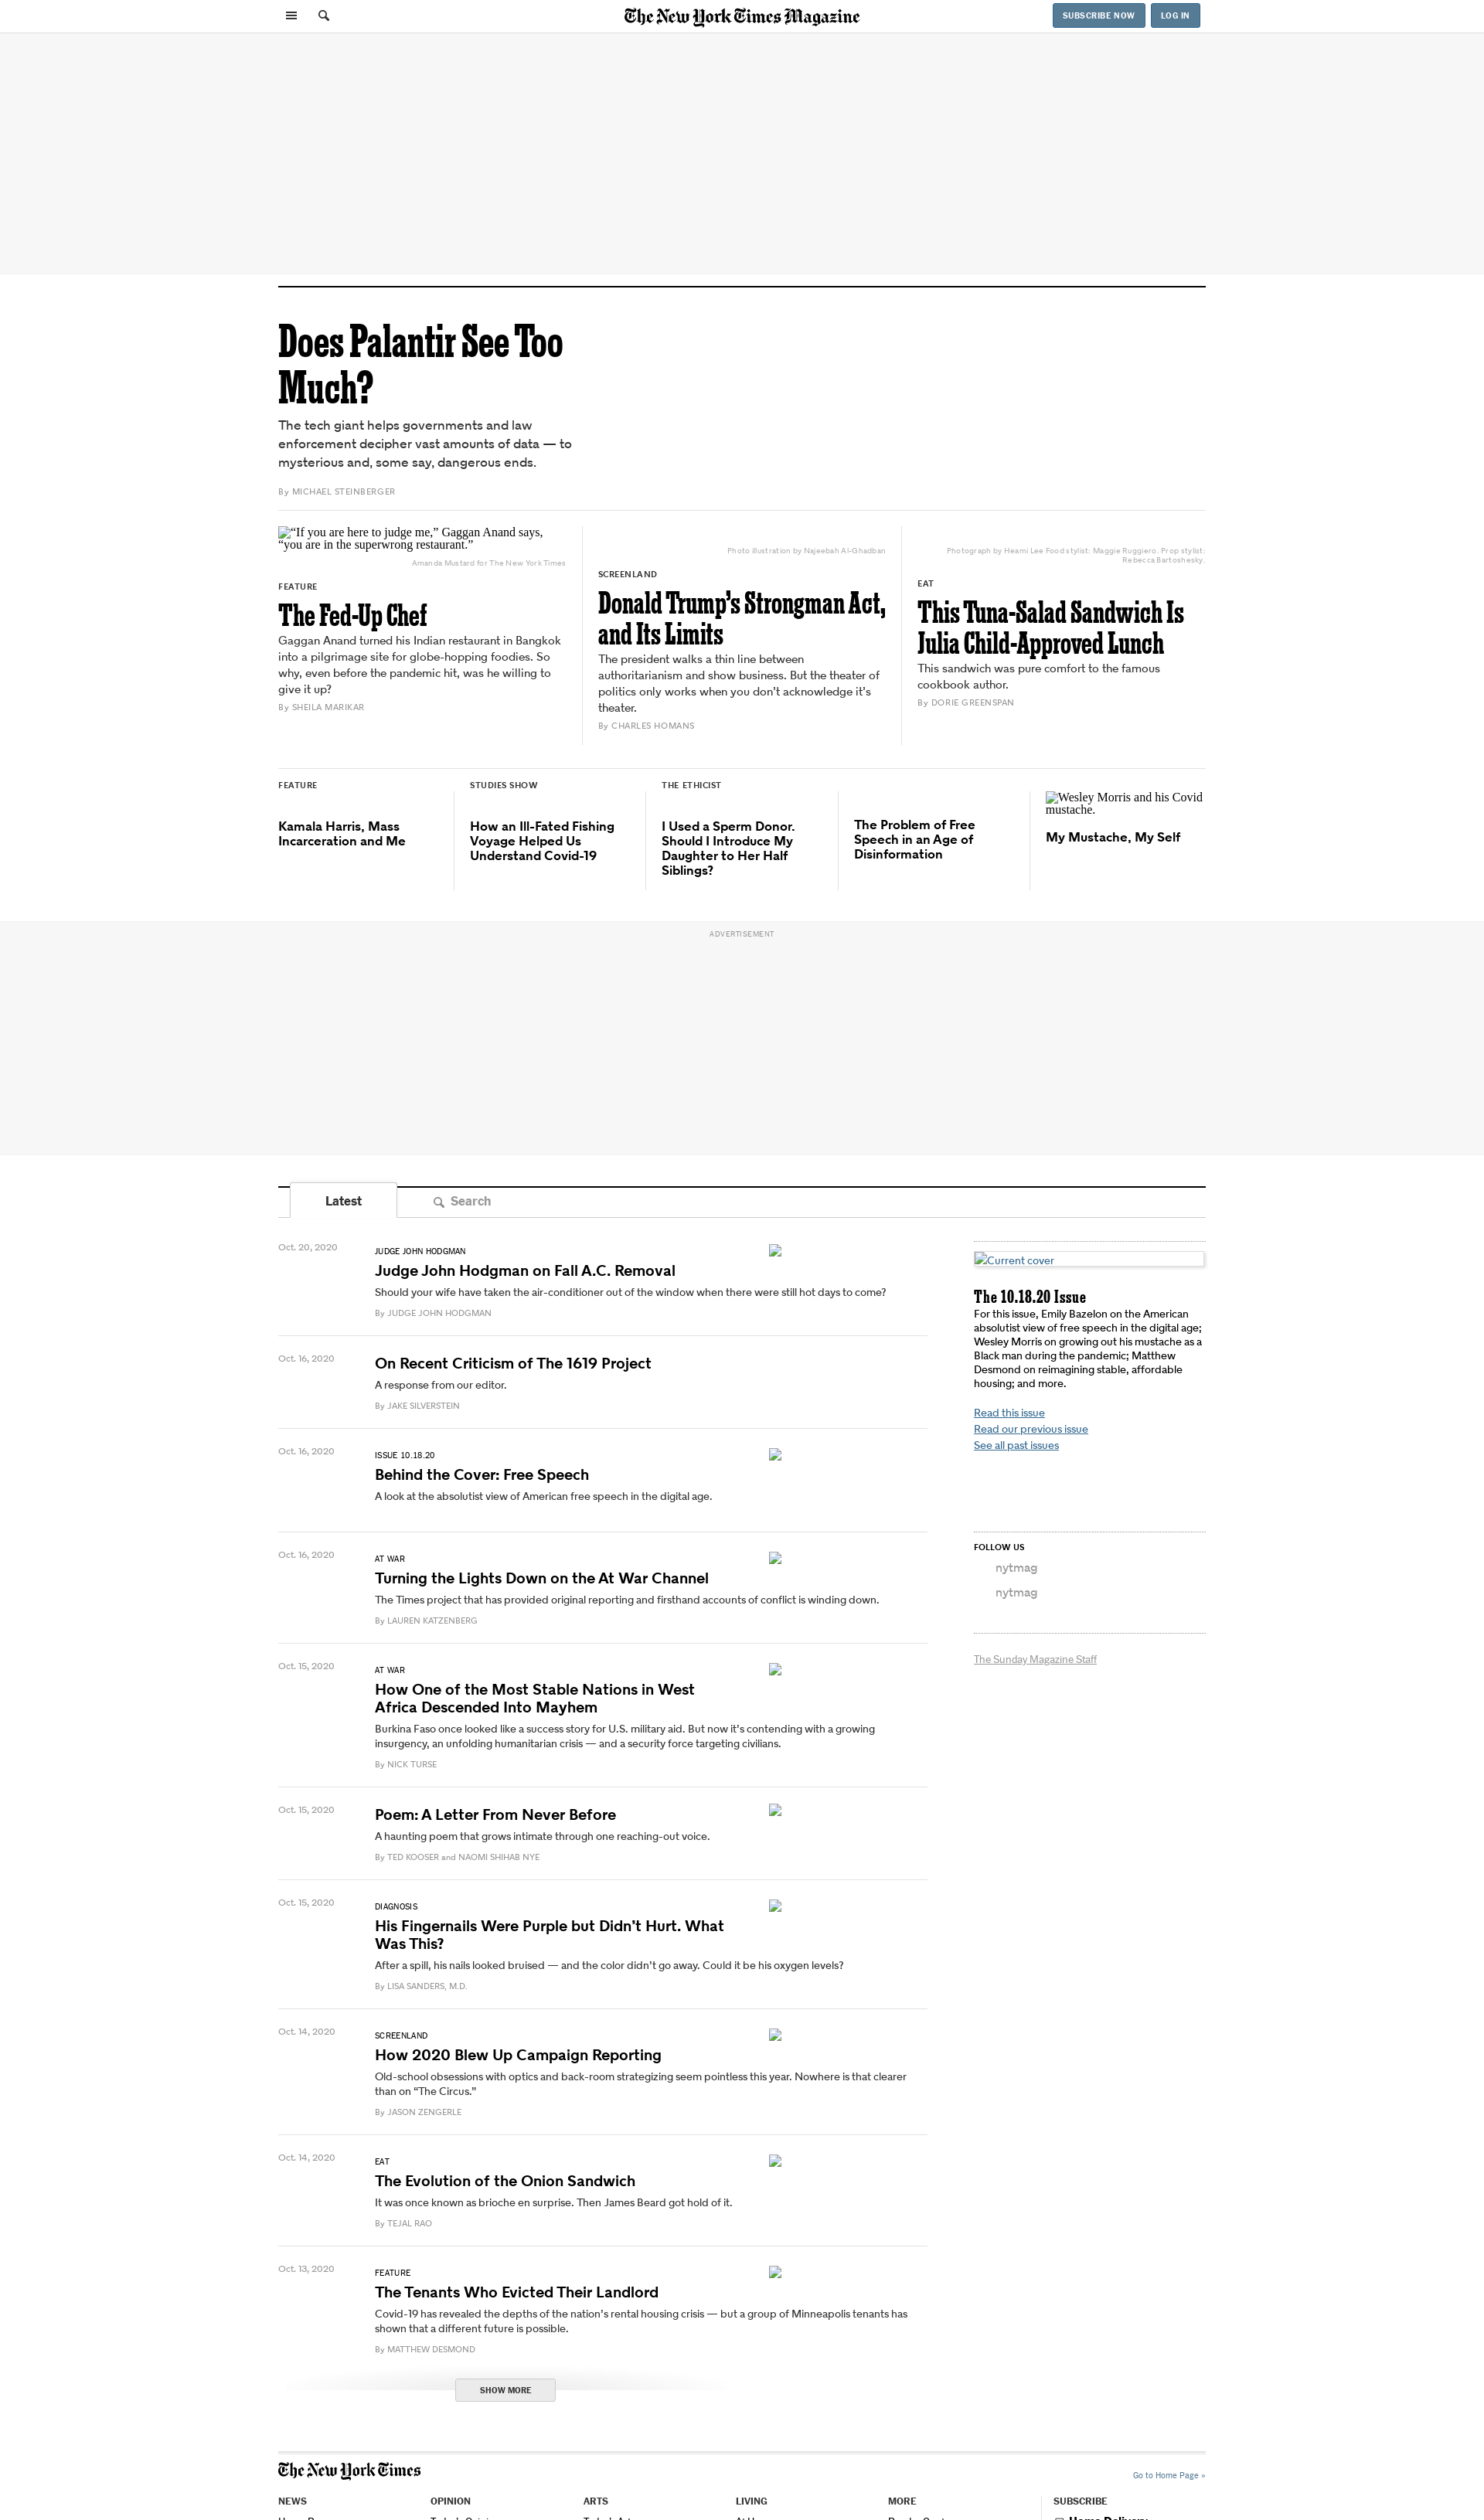 The New York Times Magazine
SUBSCRIBE NOW
LOG IN
Does Palantir See Too
Much?
The tech giant helps governments and law
enforcement decipher vast amounts of data — to
mysterious and, some say, dangerous ends.
By MICHAEL STEINBERGER
“If you are here to judge me,” Gaggan Anand says,
“you are in the superwrong restaurant.”
Amanda Mustard for The New York Times
FEATURE
The Fed-Up Chef
Gaggan Anand turned his Indian restaurant in Bangkok
into a pilgrimage site for globe-hopping foodies. So
why, even before the pandemic hit, was he willing to
give it up?
By SHEILA MARIKAR
Photo illustration by Najeebah Al-Ghadban
SCREENLAND
Donald Trump’s Strongman Act,
and Its Limits
The president walks a thin line between
authoritarianism and show business. But the theater of
politics only works when you don’t acknowledge it’s
theater.
By CHARLES HOMANS
Photograph by Heami Lee Food stylist: Maggie Ruggiero. Prop stylist:
Rebecca Bartoshesky.
EAT
This Tuna-Salad Sandwich Is
Julia Child-Approved Lunch
This sandwich was pure comfort to the famous
cookbook author.
By DORIE GREENSPAN
FEATURE
Kamala Harris, Mass
Incarceration and Me
STUDIES SHOW
How an Ill-Fated Fishing
Voyage Helped Us
Understand Covid-19
THE ETHICIST
I Used a Sperm Donor.
Should I Introduce My
Daughter to Her Half
Siblings?
The Problem of Free
Speech in an Age of
Disinformation
Wesley Morris and his Covid
mustache.
My Mustache, My Self
ADVERTISEMENT
Latest
Search
Oct. 20, 2020
JUDGE JOHN HODGMAN
Judge John Hodgman on Fall A.C. Removal
Should your wife have taken the air-conditioner out of the window when there were still hot days to come?
By JUDGE JOHN HODGMAN
Oct. 16, 2020
On Recent Criticism of The 1619 Project
A response from our editor.
By JAKE SILVERSTEIN
Oct. 16, 2020
ISSUE 10.18.20
Behind the Cover: Free Speech
A look at the absolutist view of American free speech in the digital age.
Oct. 16, 2020
AT WAR
Turning the Lights Down on the At War Channel
The Times project that has provided original reporting and firsthand accounts of conflict is winding down.
By LAUREN KATZENBERG
Oct. 15, 2020
AT WAR
How One of the Most Stable Nations in West
Africa Descended Into Mayhem
Burkina Faso once looked like a success story for U.S. military aid. But now it’s contending with a growing
insurgency, an unfolding humanitarian crisis — and a security force targeting civilians.
By NICK TURSE
Oct. 15, 2020
Poem: A Letter From Never Before
A haunting poem that grows intimate through one reaching-out voice.
By TED KOOSER and NAOMI SHIHAB NYE
Oct. 15, 2020
DIAGNOSIS
His Fingernails Were Purple but Didn’t Hurt. What
Was This?
After a spill, his nails looked bruised — and the color didn’t go away. Could it be his oxygen levels?
By LISA SANDERS, M.D.
Oct. 14, 2020
SCREENLAND
How 2020 Blew Up Campaign Reporting
Old-school obsessions with optics and back-room strategizing seem pointless this year. Nowhere is that clearer
than on “The Circus.”
By JASON ZENGERLE
Oct. 14, 2020
EAT
The Evolution of the Onion Sandwich
It was once known as brioche en surprise. Then James Beard got hold of it.
By TEJAL RAO
Oct. 13, 2020
FEATURE
The Tenants Who Evicted Their Landlord
Covid-19 has revealed the depths of the nation’s rental housing crisis — but a group of Minneapolis tenants has
shown that a different future is possible.
By MATTHEW DESMOND
SHOW MORE
Current cover
The 10.18.20 Issue
For this issue, Emily Bazelon on the American
absolutist view of free speech in the digital age;
Wesley Morris on growing out his mustache as a
Black man during the pandemic; Matthew
Desmond on reimagining stable, affordable
housing; and more.
Read this issue
Read our previous issue
See all past issues
FOLLOW US
nytmag
nytmag
The Sunday Magazine Staff
The New York Times
Go to Home Page »
NEWS
OPINION
ARTS
LIVING
MORE
SUBSCRIBE